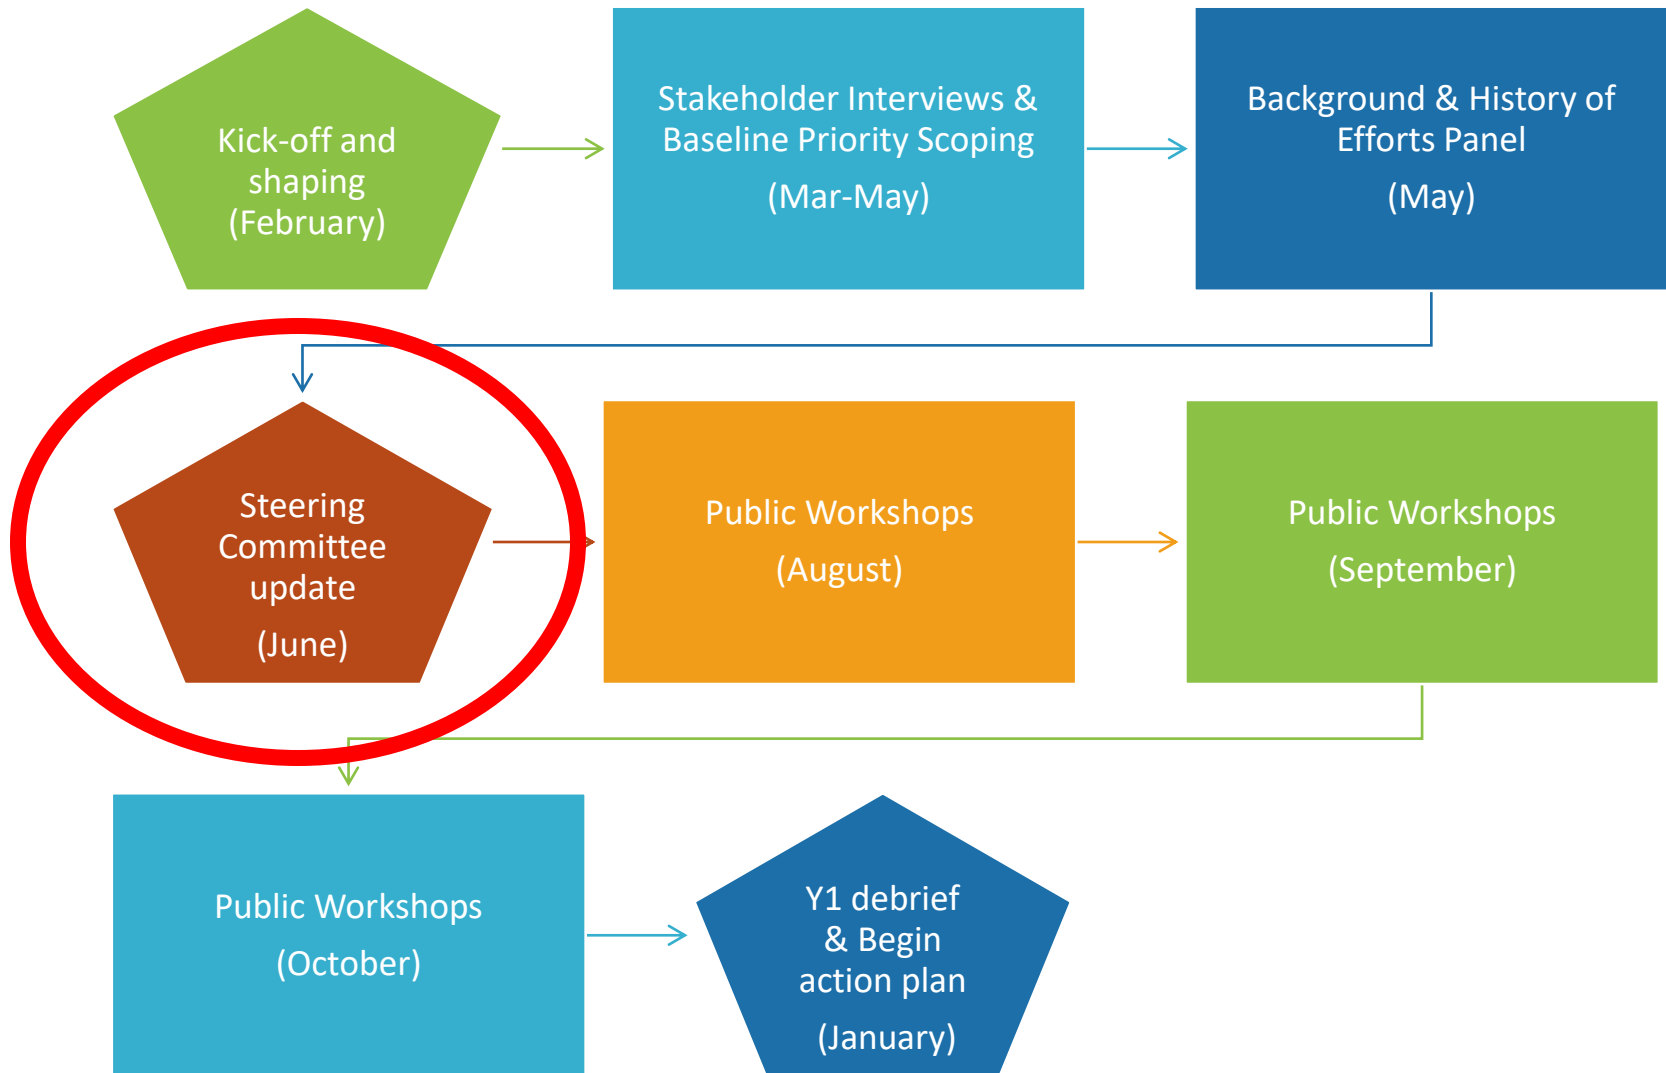 Kick-off and
shaping
(February)
Stakeholder Interviews &
Baseline Priority Scoping
(Mar-May)
Background & History of
Efforts Panel
(May)
Steering
Committee
update
(June)
Public Workshops
(August)
Public Workshops
(September)
Public Workshops
(October)
Y1 debrief
& Begin
action plan
(January)